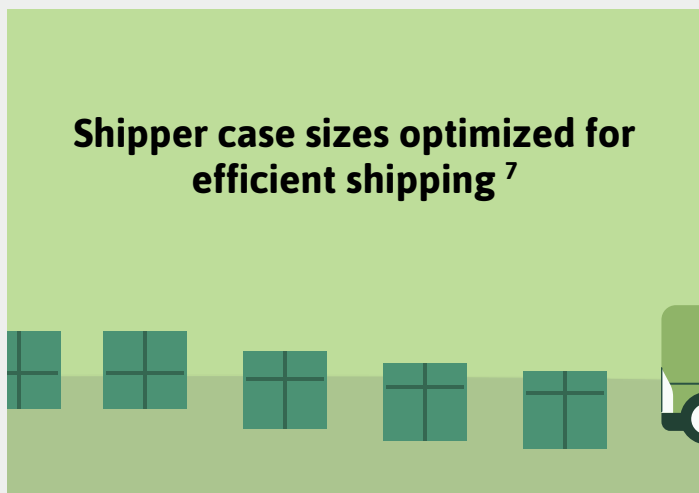 Shipper case sizes optimized for
efficient shipping ⁷